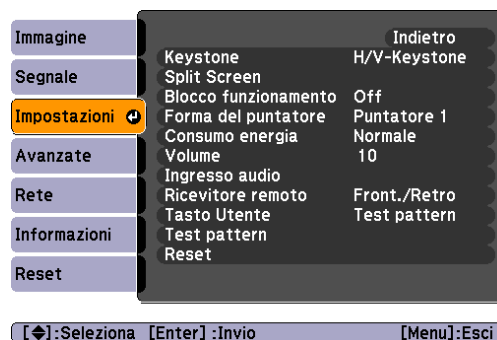 Immagine
Segnale
Impostazioni
Avanzate
Rete
Informazioni
Reset
Indietro
Keystone H/V-Keystone
Split Screen
Blocco funzionamento Off
Forma del puntatore Puntatore 1
Consumo energia Normale
Volume 10
Ingresso audio
Ricevitore remoto Front./Retro
Tasto Utente Test pattern
Test pattern
Reset
[◆]:Seleziona [Enter] :Invio [Menu]:Esci